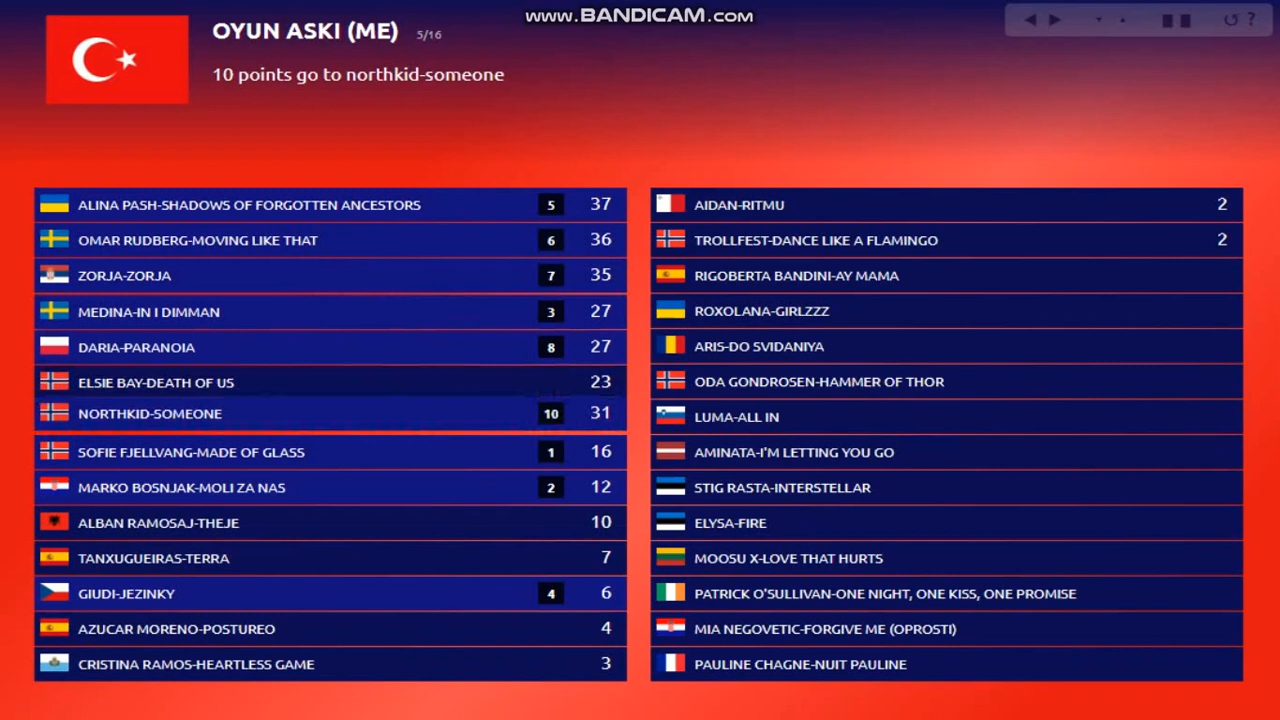 www.BANDICAM.com
OYUN ASKI (ME) 5/16
10 points go to northkid-someone
ALINA PASH-SHADOWS OF FORGOTTEN ANCESTORS 5 37
OMAR RUDBERG-MOVING LIKE THAT 6 36
ZORJA-ZORJA 7 35
MEDINA-IN I DIMMAN 3 27
DARIA-PARANOIA 8 27
ELSIE BAY-DEATH OF US 23
NORTHKID-SOMEONE 10 31
SOFIE FJELLVANG-MADE OF GLASS 1 16
MARKO BOSNJAK-MOLI ZA NAS 2 12
ALBAN RAMOSAJ-THEJE 10
TANXUGUEIRAS-TERRA 7
GIUDI-JEZINKY 4 6
AZUCAR MORENO-POSTUREO 4
CRISTINA RAMOS-HEARTLESS GAME 3
AIDAN-RITMU 2
TROLLFEST-DANCE LIKE A FLAMINGO 2
RIGOBERTA BANDINI-AY MAMA
ROXOLANA-GIRLZZZ
ARIS-DO SVIDANIYA
ODA GONDROSEN-HAMMER OF THOR
LUMA-ALL IN
AMINATA-I'M LETTING YOU GO
STIG RASTA-INTERSTELLAR
ELYSA-FIRE
MOOSU X-LOVE THAT HURTS
PATRICK O'SULLIVAN-ONE NIGHT, ONE KISS, ONE PROMISE
MIA NEGOVETIC-FORGIVE ME (OPROSTI)
PAULINE CHAGNE-NUIT PAULINE